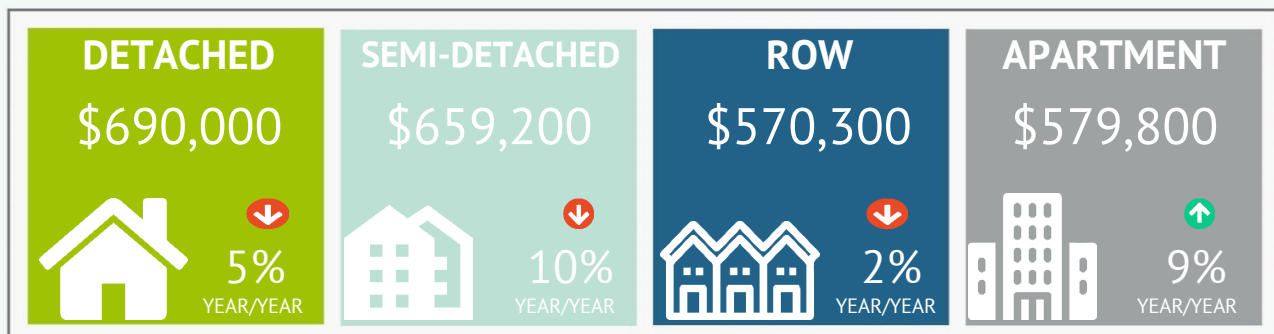 DETACHED
$690,000
5%
YEAR/YEAR
SEMI-DETACHED
$659,200
10%
YEAR/YEAR
ROW
$570,300
2%
YEAR/YEAR
APARTMENT
$579,800
9%
YEAR/YEAR